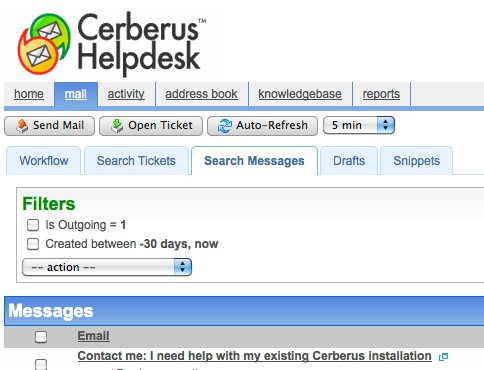 Cerberus™
Helpdesk
home mail activity address book knowledgebase reports
Send Mail Open Ticket Auto-Refresh 5 min
Workflow Search Tickets Search Messages Drafts Snippets
Filters
Is Outgoing = 1
Created between -30 days, now
-- action --
Messages
Email
Contact me: I need help with my existing Cerberus installation